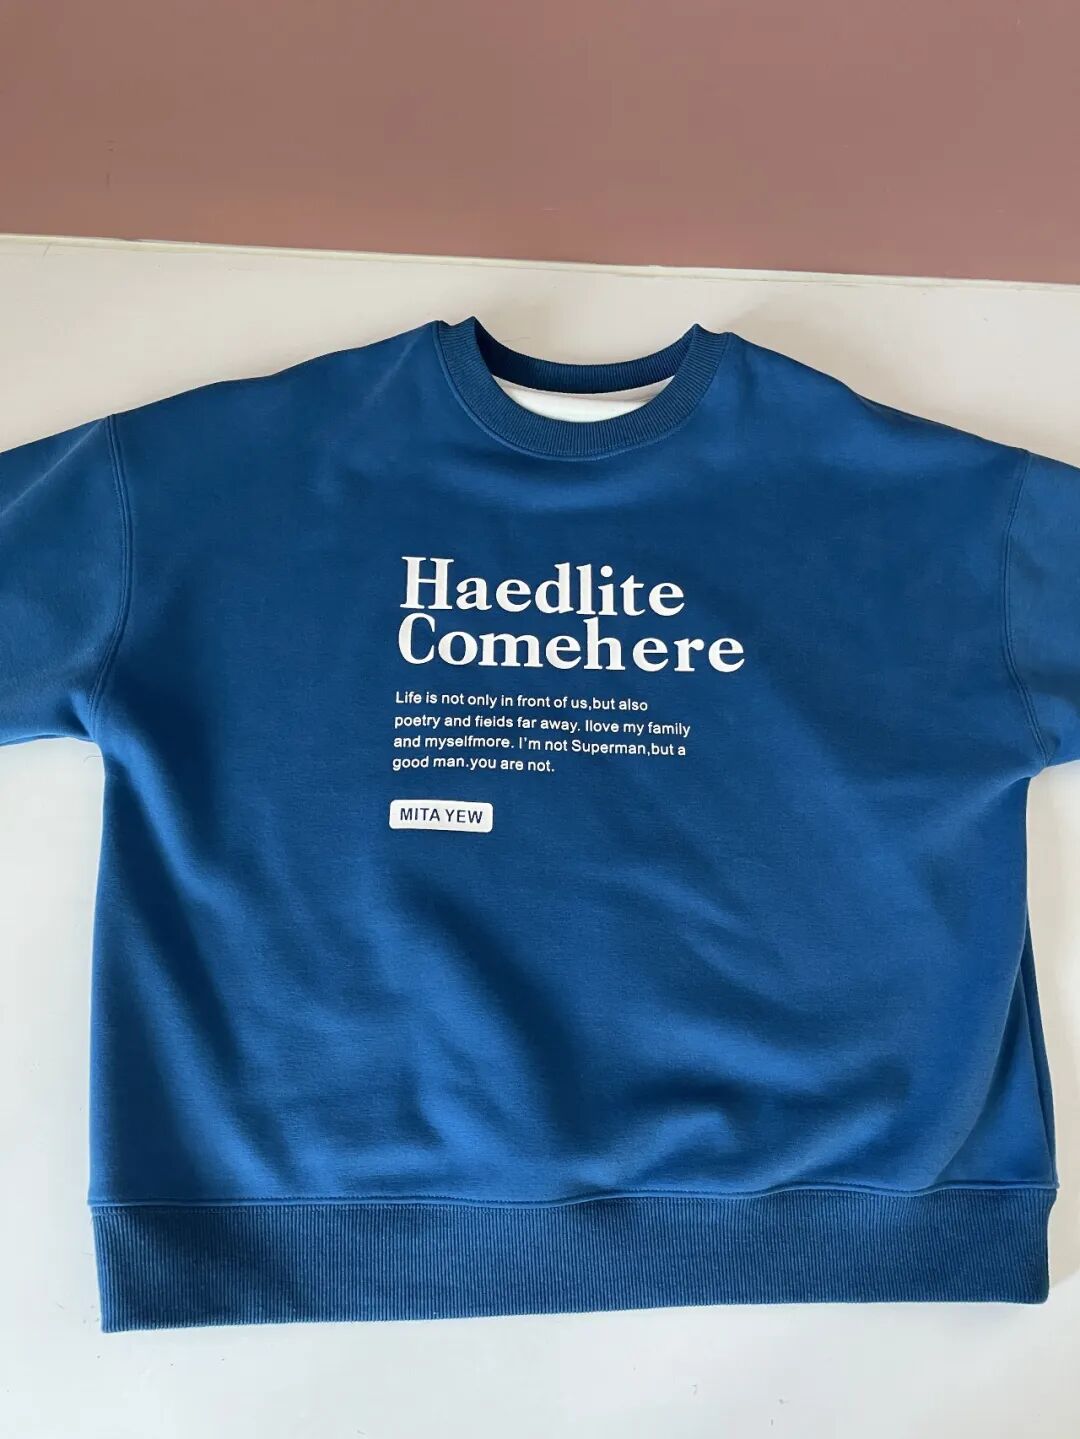 Haedlite
Comehere
Life is not only in front of us,but also
poetry and fields far away. Ilove my family
and myselfmore. I'm not Superman,but a
good man.you are not.
MITA YEW